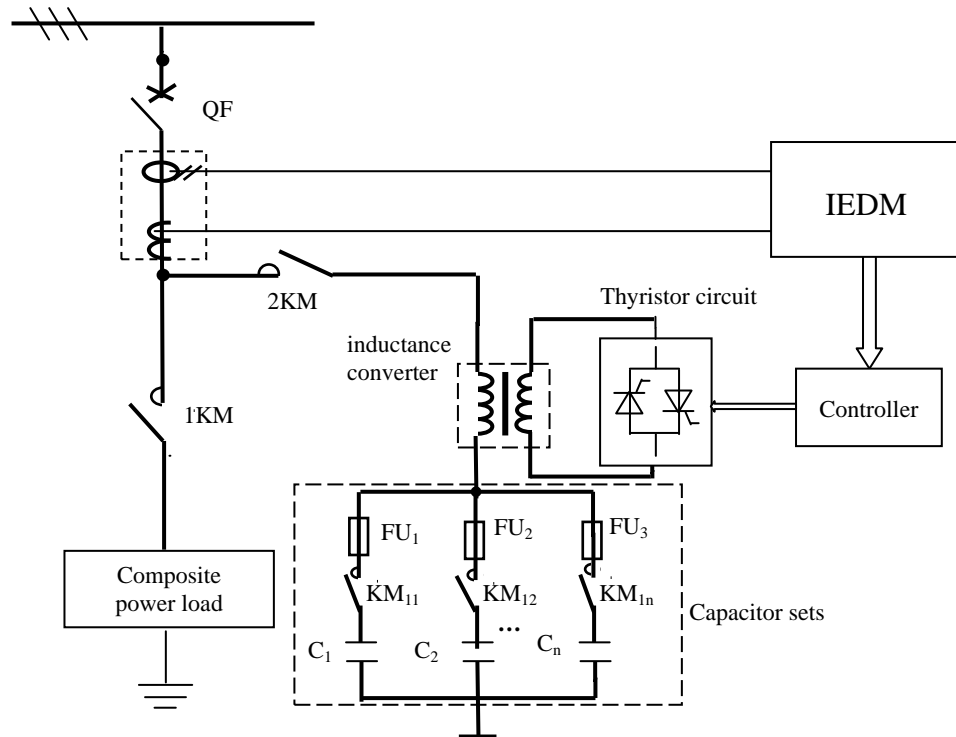 QF
IEDM
2KM
Thyristor circuit
inductance
converter
1KM
Controller
FU₁
FU₂
FU₃
KM₁₁
KM₁₂
KM₁ₙ
Capacitor sets
Composite
power load
...
C₁
C₂
Cₙ